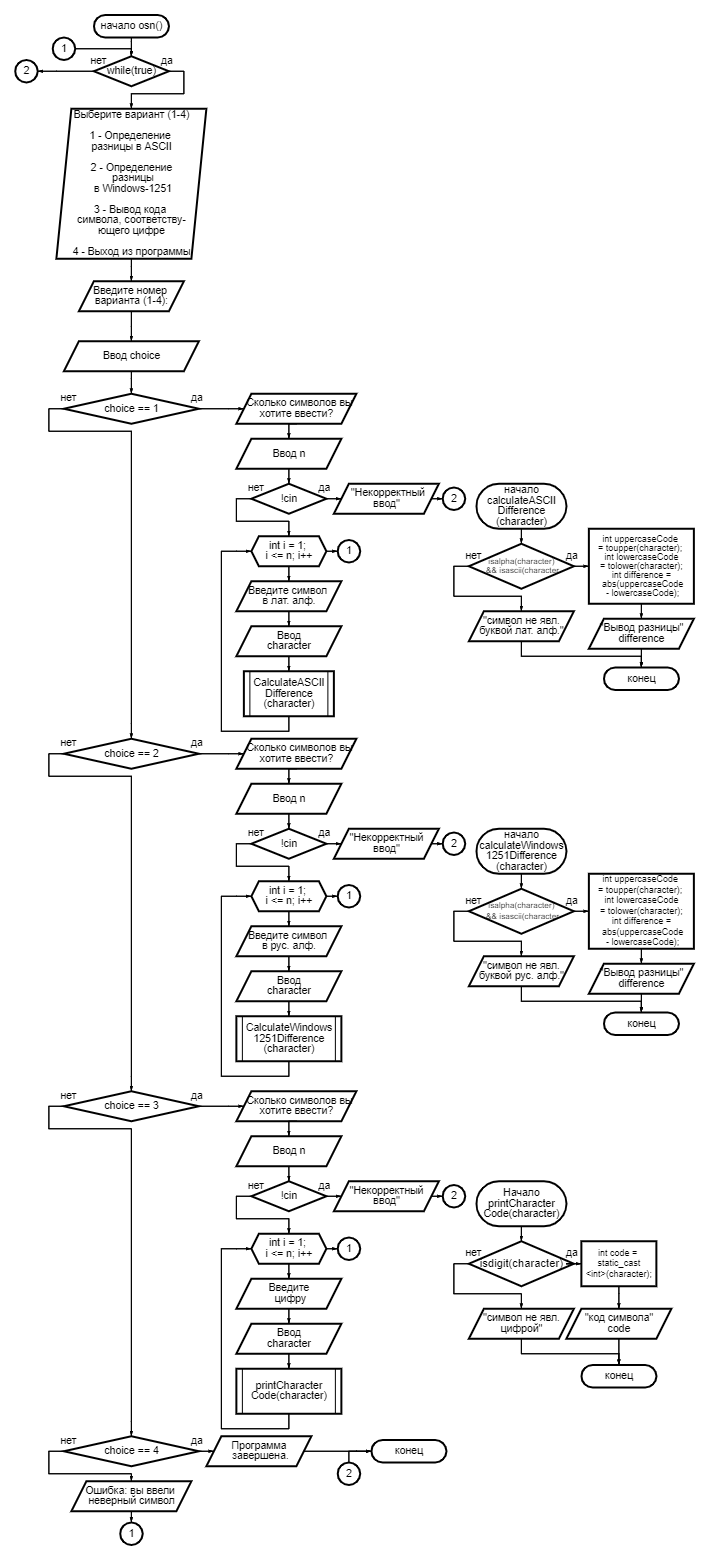 начало osn()
1
нет
да
2
while(true)
Выберите вариант (1-4)
1 - Определение
разницы в ASCII
2 - Определение
разницы
в Windows-1251
3 - Вывод кода
символа, соответству-
ющего цифре
4 - Выход из программы
Введите номер
варианта (1-4):
Ввод choice
нет
да
choice == 1
Сколько символов вы
хотите ввести?
Ввод n
нет
да
!cin
"Некорректный
ввод"
2
int i = 1;
i <= n; i++
1
Введите символ
в лат. алф.
Ввод
character
CalculateASCII
Difference
(character)
начало
calculateASCII
Difference
(character)
нет
да
isalpha(character)
&& isascii(character
int uppercaseCode
= toupper(character);
int lowercaseCode
= tolower(character);
int difference =
abs(uppercaseCode
- lowercaseCode);
"символ не явл.
буквой лат. алф."
"Вывод разницы"
difference
конец
нет
да
choice == 2
Сколько символов вы
хотите ввести?
Ввод n
нет
да
!cin
"Некорректный
ввод"
2
int i = 1;
i <= n; i++
1
Введите символ
в рус. алф.
Ввод
character
CalculateWindows
1251Difference
(character)
начало
calculateWindows
1251Difference
(character)
нет
да
isalpha(character)
&& isascii(character
int uppercaseCode
= toupper(character);
int lowercaseCode
= tolower(character);
int difference =
abs(uppercaseCode
- lowercaseCode);
"символ не явл.
буквой рус. алф."
"Вывод разницы"
difference
конец
нет
да
choice == 3
Сколько символов вы
хотите ввести?
Ввод n
нет
да
!cin
"Некорректный
ввод"
2
int i = 1;
i <= n; i++
1
Введите
цифру
Ввод
character
printCharacter
Code(character)
Начало
printCharacter
Code(character)
нет
да
isdigit(character)
int code =
static_cast
<int>(character);
"символ не явл.
цифрой"
"код символа"
code
конец
нет
да
choice == 4
Программа
завершена.
конец
2
Ошибка: вы ввели
неверный символ
1